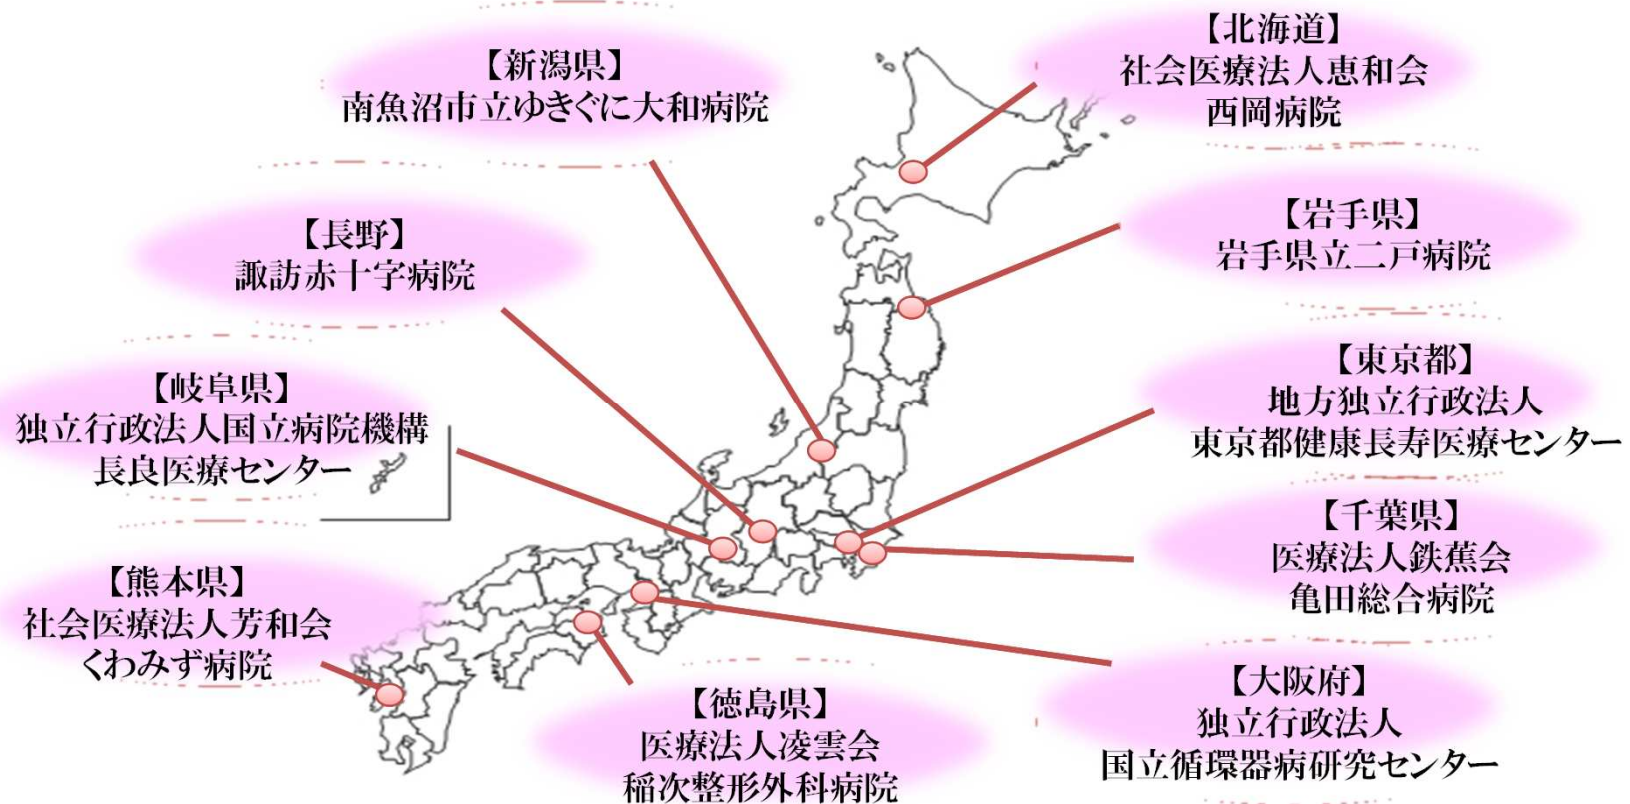 【北海道】
社会医療法人恵和会
西岡病院
【新潟県】
南魚沼市立ゆきぐに大和病院
【岩手県】
岩手県立二戸病院
【長野】
諏訪赤十字病院
【東京都】
地方独立行政法人
東京都健康長寿医療センター
【岐阜県】
独立行政法人国立病院機構
長良医療センター
【千葉県】
医療法人鉄蕉会
亀田総合病院
【熊本県】
社会医療法人芳和会
くわみず病院
【大阪府】
独立行政法人
国立循環器病研究センター
【徳島県】
医療法人凌雲会
稲次整形外科病院